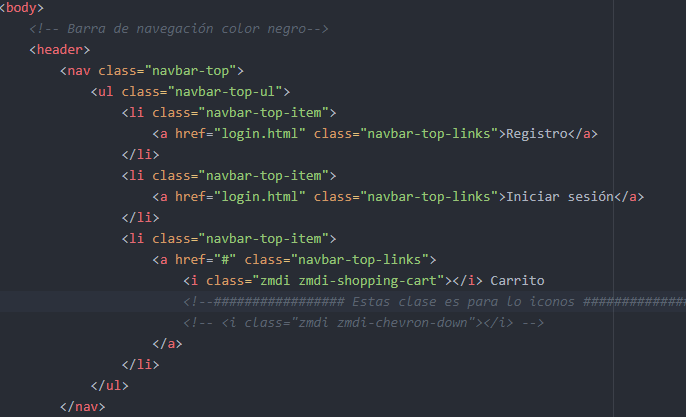 <body>
<!-- Barra de navegación color negro-->
<header>
<nav class="navbar-top">
<ul class="navbar-top-ul">
<li class="navbar-top-item">
<a href="login.html" class="navbar-top-links">Registro</a>
</li>
<li class="navbar-top-item">
<a href="login.html" class="navbar-top-links">Iniciar sesión</a>
</li>
<li class="navbar-top-item">
<a href="#" class="navbar-top-links">
<i class="zmdi zmdi-shopping-cart"></i> Carrito
<!--################# Estas clase es para lo iconos ##############
<!-- <i class="zmdi zmdi-chevron-down"></i> -->
</a>
</li>
</ul>
</nav>